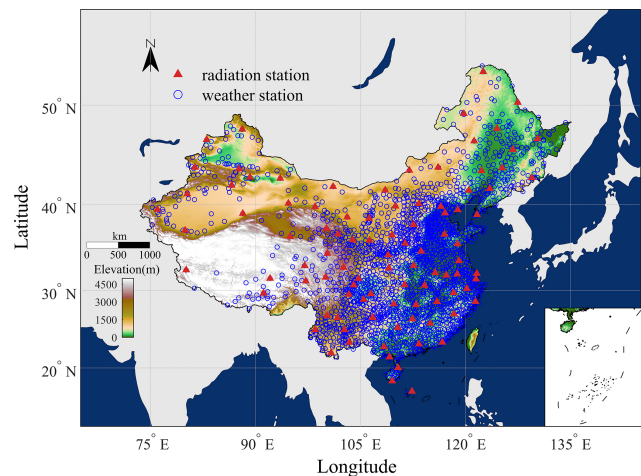 N
radiation station
weather station
50°N
40°N
30°N
20°N
Latitude
km
0 500 1000
Elevation(m)
4500
3000
1500
0
75°E
90°E
105°E
120°E
135°E
Longitude